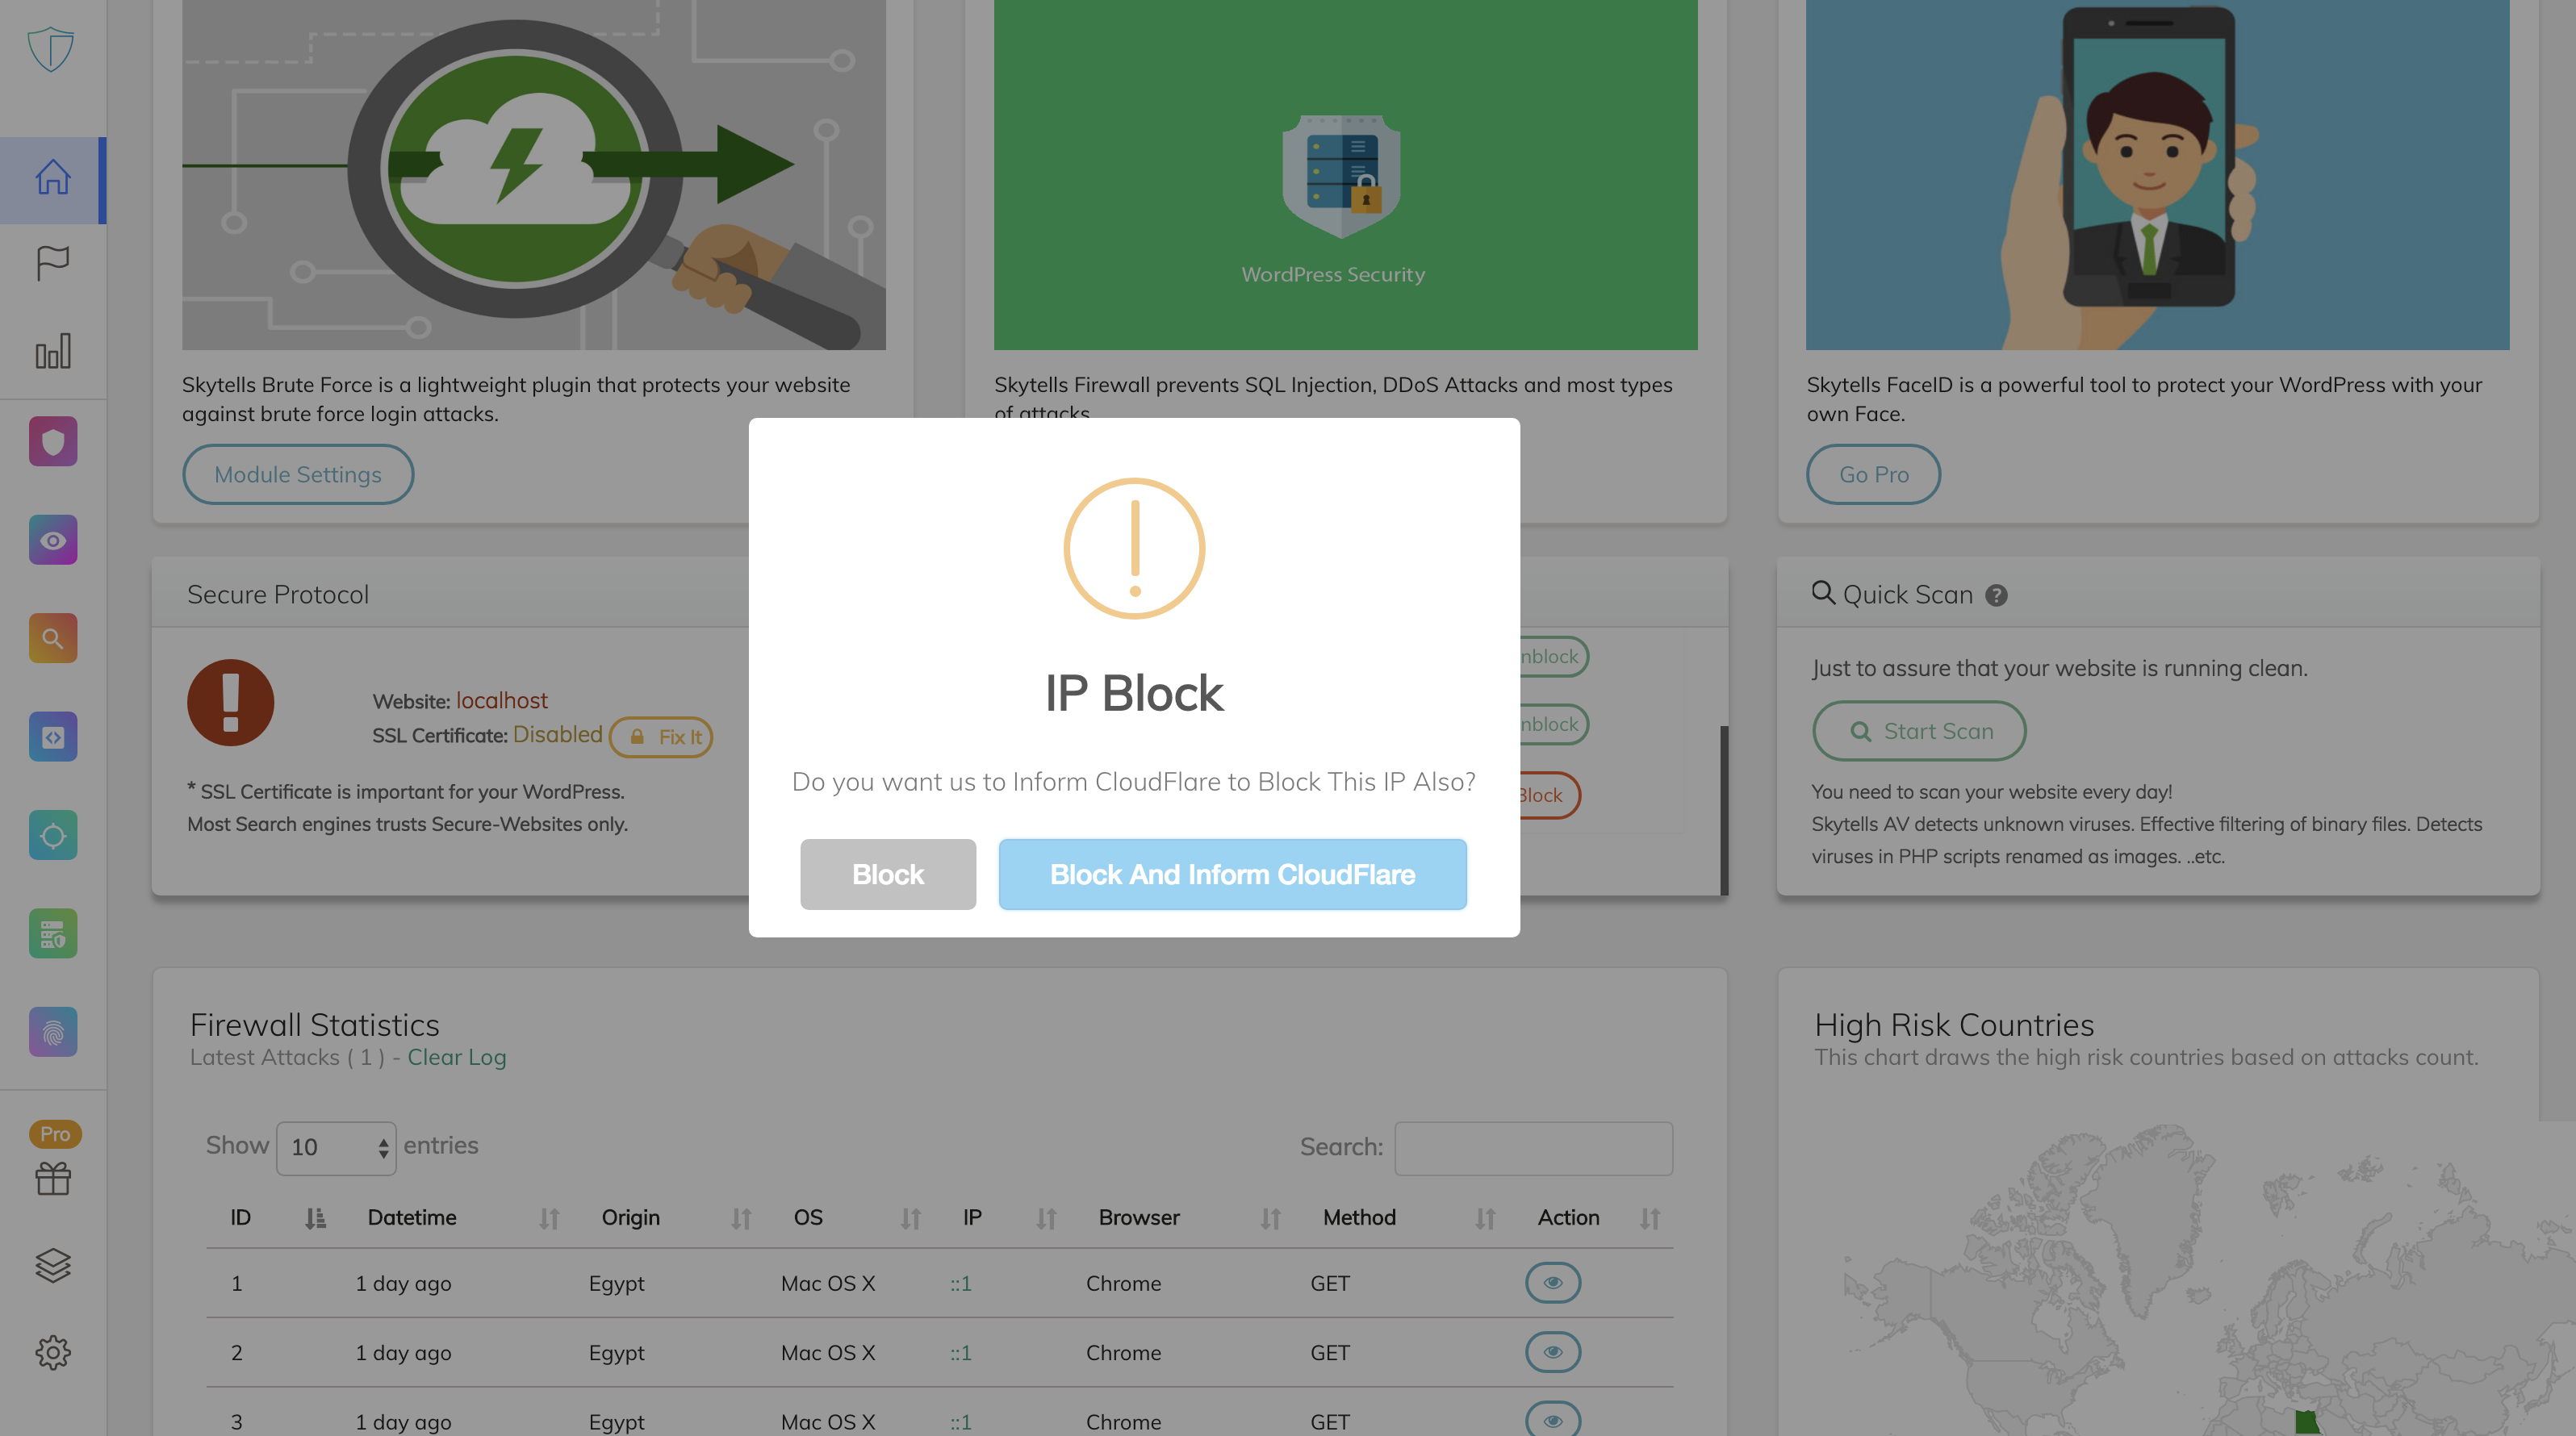 WordPress Security
Skytells Brute Force is a lightweight plugin that protects your website
against brute force login attacks.
Module Settings
Skytells Firewall prevents SQL Injection, DDoS Attacks and most types
of attacks
Skytells FaceID is a powerful tool to protect your WordPress with your
own Face.
Go Pro
IP Block
Do you want us to Inform CloudFlare to Block This IP Also?
Block
Block And Inform CloudFlare
Secure Protocol
Website: localhost
SSL Certificate: Disabled Fix It
* SSL Certificate is important for your WordPress.
Most Search engines trusts Secure-Websites only.
nblock
nblock
Block
Quick Scan ?
Just to assure that your website is running clean.
Start Scan
You need to scan your website every day!
Skytells AV detects unknown viruses. Effective filtering of binary files. Detects
viruses in PHP scripts renamed as images. ..etc.
Pro
Firewall Statistics
Latest Attacks ( 1 ) - Clear Log
Show 10 entries
Search:
ID Datetime Origin OS IP Browser Method Action
1 1 day ago Egypt Mac OS X ::1 Chrome GET
2 1 day ago Egypt Mac OS X ::1 Chrome GET
3 1 day ago Egypt Mac OS X ::1 Chrome GET
High Risk Countries
This chart draws the high risk countries based on attacks count.